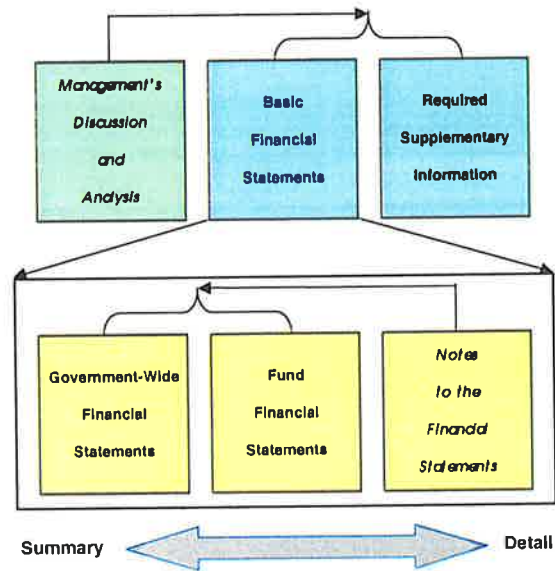 Management's
Discussion
and
Analysis
Basic
Financial
Statements
Required
Supplementary
Information
Government-Wide
Financial
Statements
Fund
Financial
Statements
Notes
to the
Financial
Statements
Summary
Detail